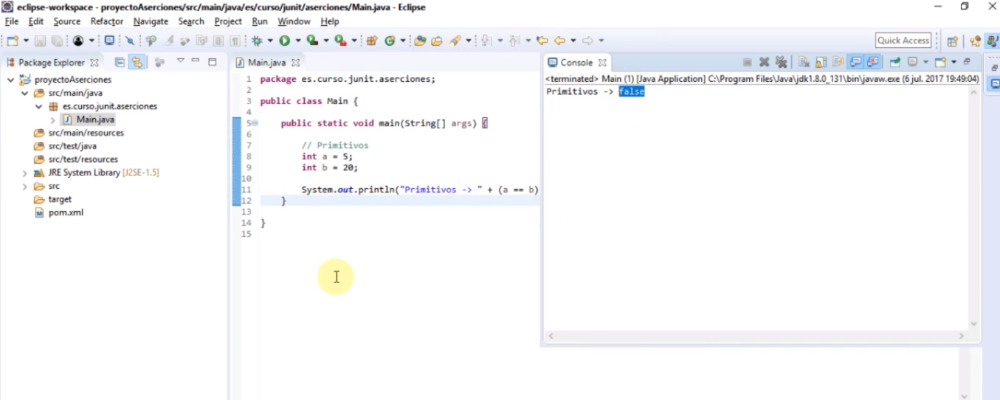 eclipse-workspace - proyectoAserciones/src/main/java/es/curso/junit/aserciones/Main.java - Eclipse
File Edit Source Refactor Navigate Search Project Run Window Help
Quick Access
Package Explorer
proyectoAserciones
src/main/java
es.curso.junit.aserciones
Main.java
src/main/resources
src/test/java
src/test/resources
JRE System Library [J2SE-1.5]
src
target
pom.xml
Main.java
1 package es.curso.junit.aserciones;
2
3 public class Main {
4
5 public static void main(String[] args) {
6
7 // Primitivos
8 int a = 5;
9 int b = 20;
10
11 System.out.println("Primitivos -> " + (a == b)
12 }
13
14 }
15
Console
<terminated> Main (1) [Java Application] C:\Program Files\Java\jdk1.8.0_131\bin\javaw.exe (6 jul. 2017 19:49:04)
Primitivos -> false